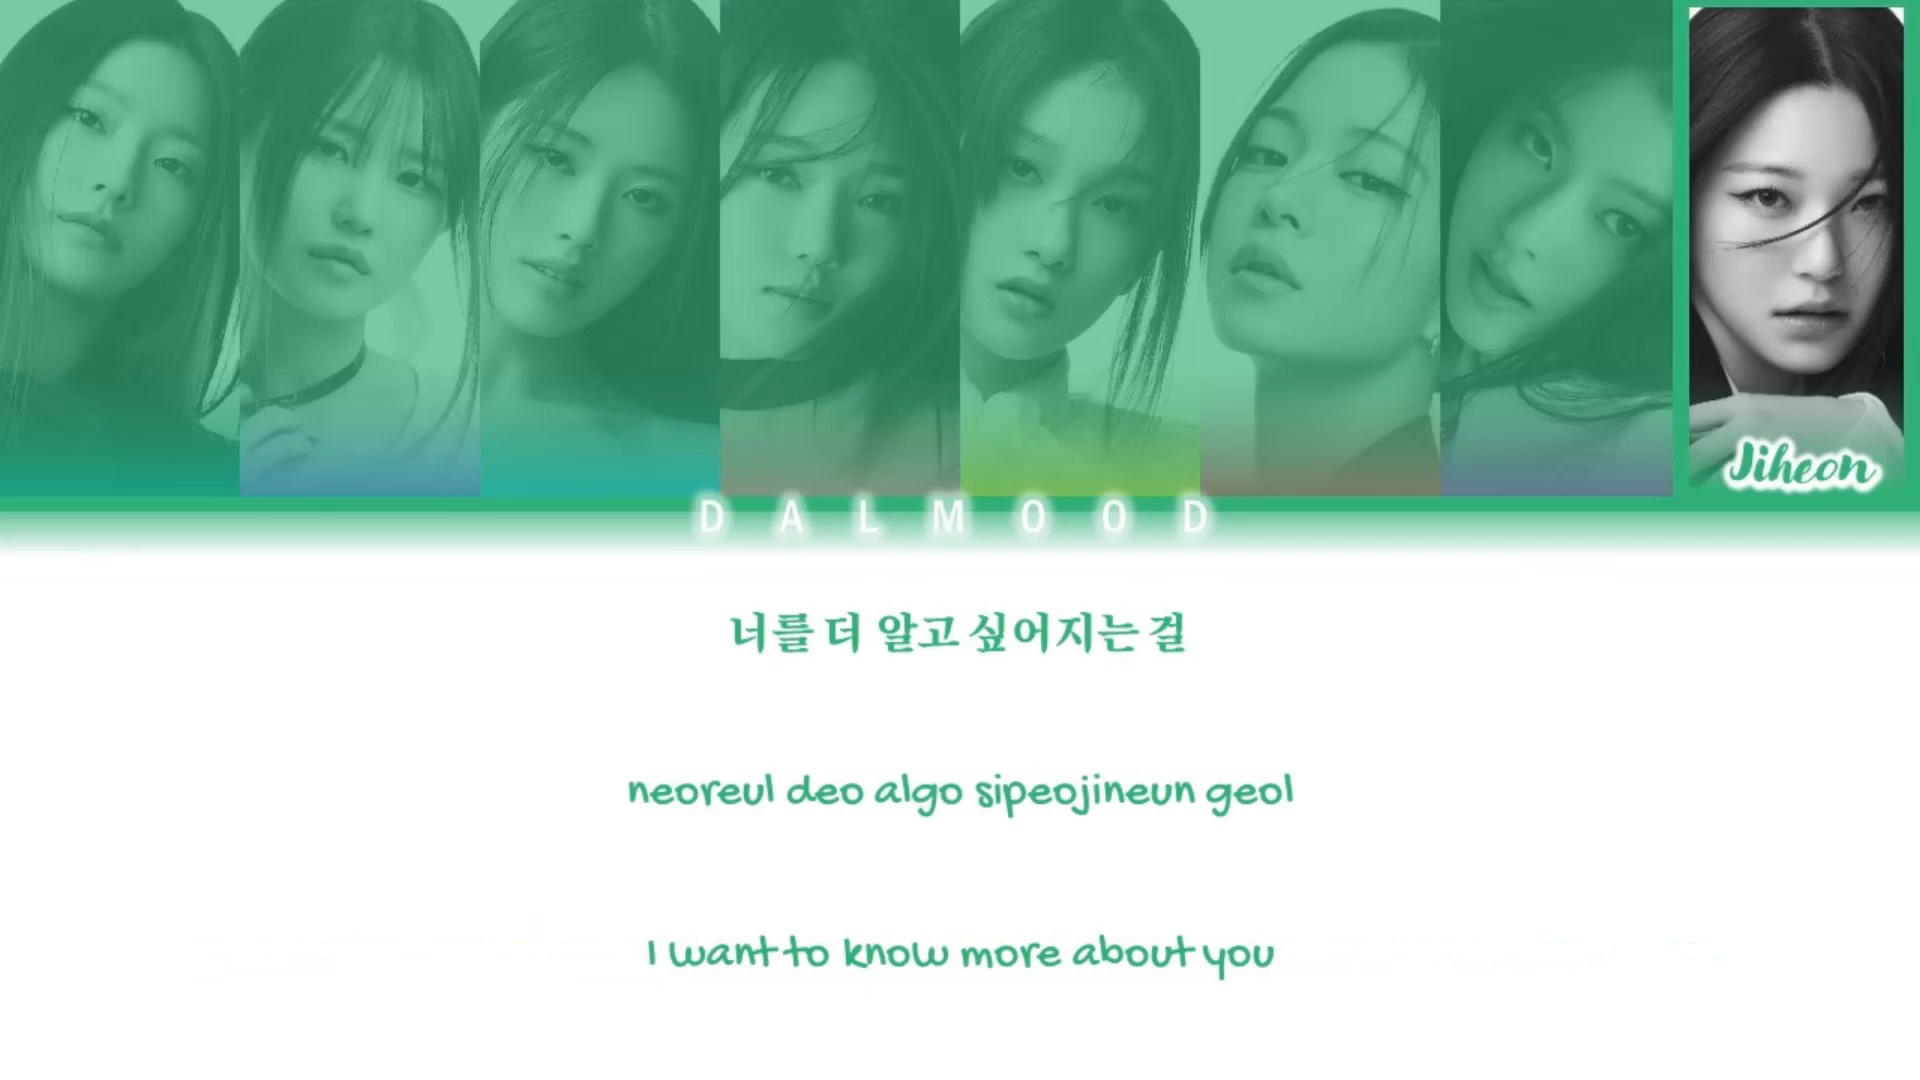 Jiheon
DALMOOD
너를 더 알고 싶어지는 걸
neoreul deo algo sipeojineun geol
I want to know more about you